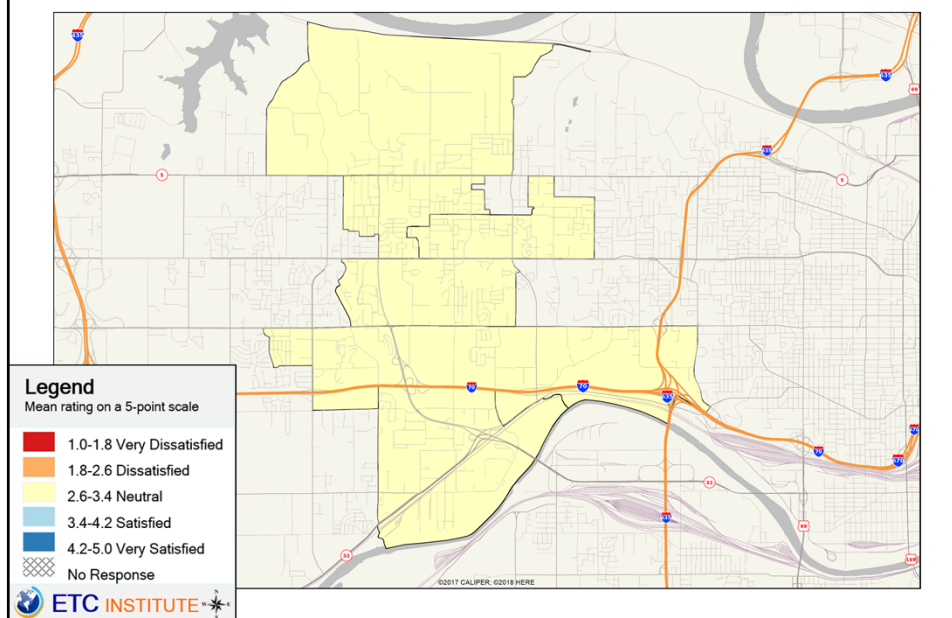 435
635
69
635
5
5
70
70
635
70
670
32
635
69
32
169
©2017 CALIPER; ©2018 HERE
Legend
Mean rating on a 5-point scale
1.0-1.8 Very Dissatisfied
1.8-2.6 Dissatisfied
2.6-3.4 Neutral
3.4-4.2 Satisfied
4.2-5.0 Very Satisfied
No Response
ETC INSTITUTE
W E